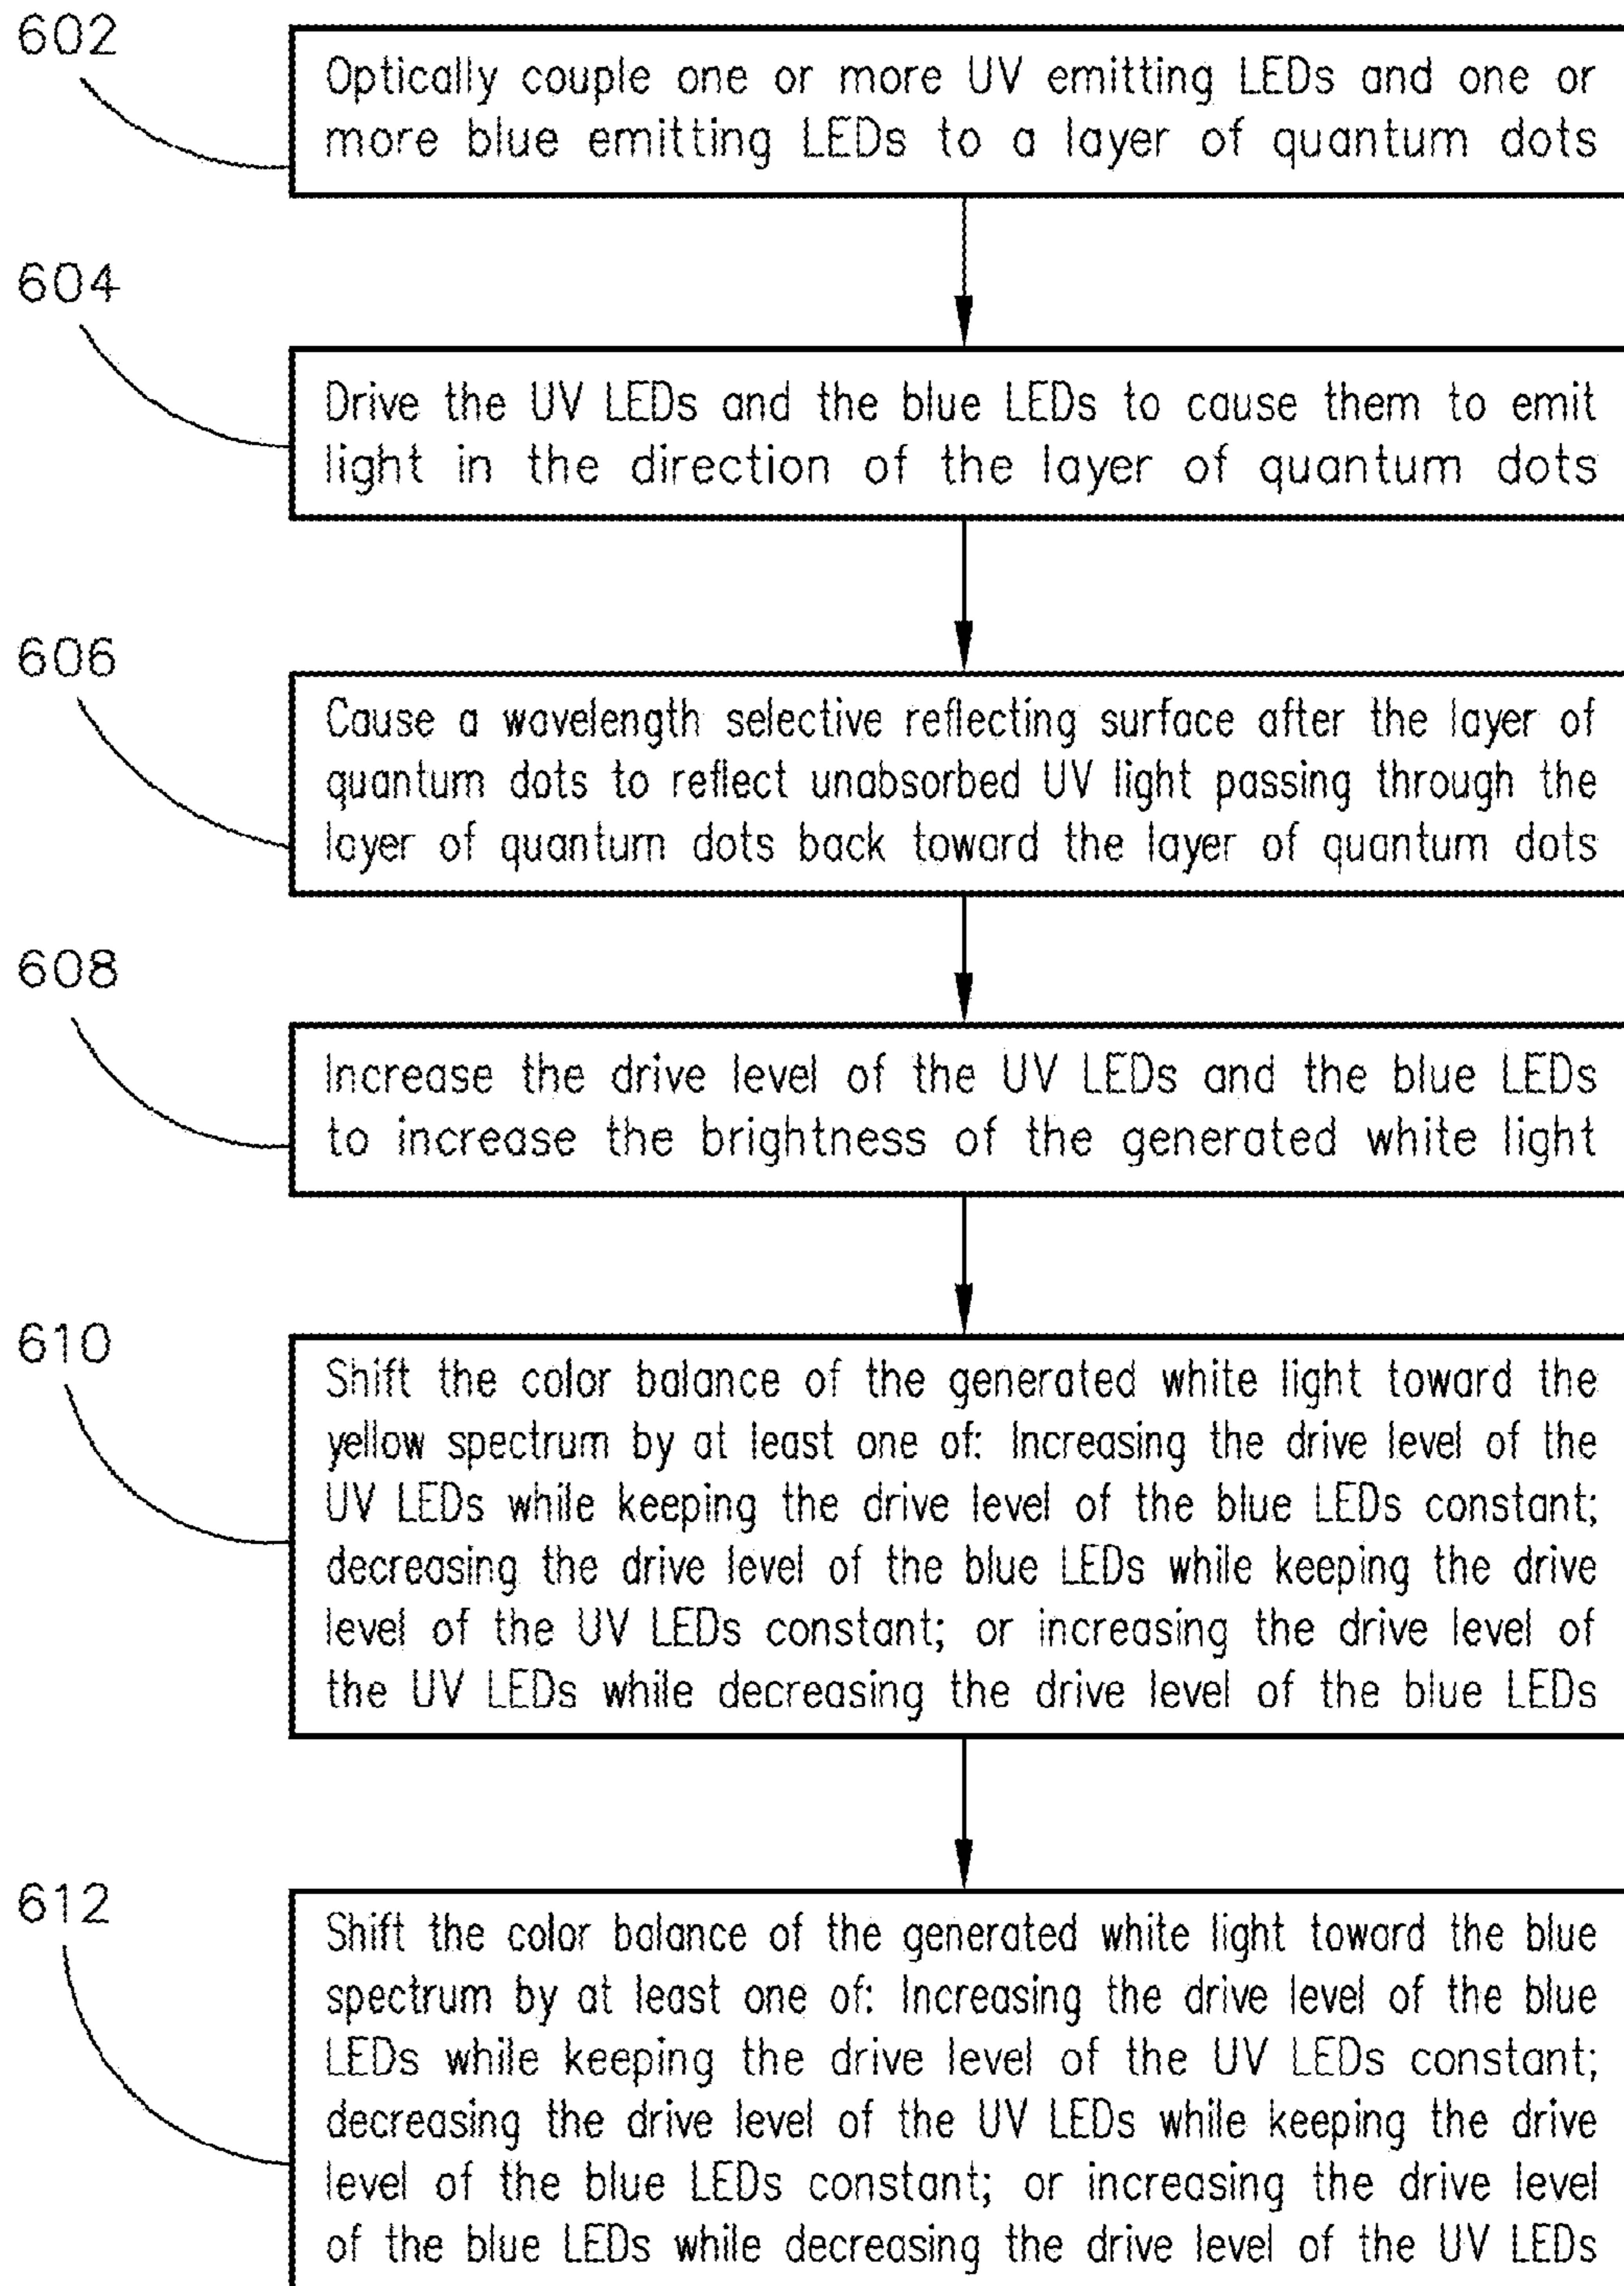 602
Optically couple one or more UV emitting LEDs and one or
more blue emitting LEDs to a layer of quantum dots
604
Drive the UV LEDs and the blue LEDs to cause them to emit
light in the direction of the layer of quantum dots
606
Cause a wavelength selective reflecting surface after the layer of
quantum dots to reflect unabsorbed UV light passing through the
layer of quantum dots back toward the layer of quantum dots
608
Increase the drive level of the UV LEDs and the blue LEDs
to increase the brightness of the generated white light
610
Shift the color balance of the generated white light toward the
yellow spectrum by at least one of: Increasing the drive level of the
UV LEDs while keeping the drive level of the blue LEDs constant;
decreasing the drive level of the blue LEDs while keeping the drive
level of the UV LEDs constant; or increasing the drive level of
the UV LEDs while decreasing the drive level of the blue LEDs
612
Shift the color balance of the generated white light toward the blue
spectrum by at least one of: Increasing the drive level of the blue
LEDs while keeping the drive level of the UV LEDs constant;
decreasing the drive level of the UV LEDs while keeping the drive
level of the blue LEDs constant; or increasing the drive level
of the blue LEDs while decreasing the drive level of the UV LEDs